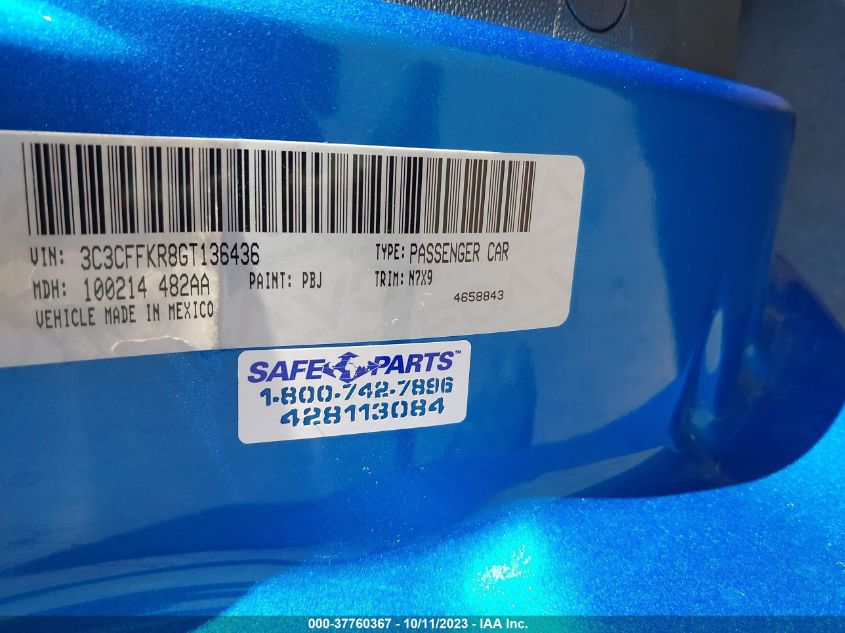 VIN: 3C3CFFKR8GT136436 TYPE: PASSENGER CAR
MDH: 100214 482AA PAINT: PBJ TRIM: N7X9
VEHICLE MADE IN MEXICO 4658843
SAFE PARTS™
1-800-742-7896
428113084
000-37760367 - 10/11/2023 - IAA Inc.